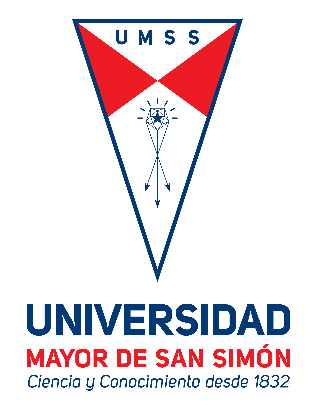 UMSS
UNIVERSIDAD
MAYOR DE SAN SIMÓN
Ciencia y Conocimiento desde 1832